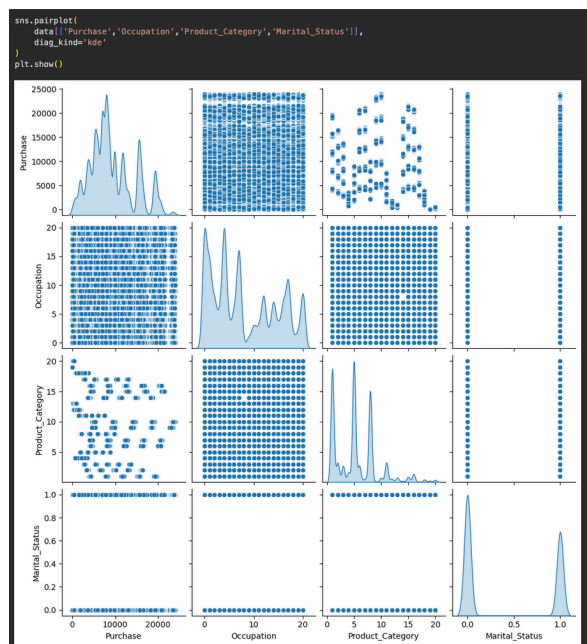 sns.pairplot(
data[['Purchase','Occupation','Product_Category','Marital_Status']],
diag_kind='kde'
)
plt.show()
25000
20000
15000
10000
5000
0
Purchase
20
15
10
5
0
Occupation
20
15
10
5
Product_Category
1.0
0.8
0.6
0.4
0.2
0.0
Marital_Status
0 10000 20000
Purchase
0 5 10 15 20
Occupation
0 5 10 15 20
Product_Category
0.0 0.5 1.0
Marital_Status